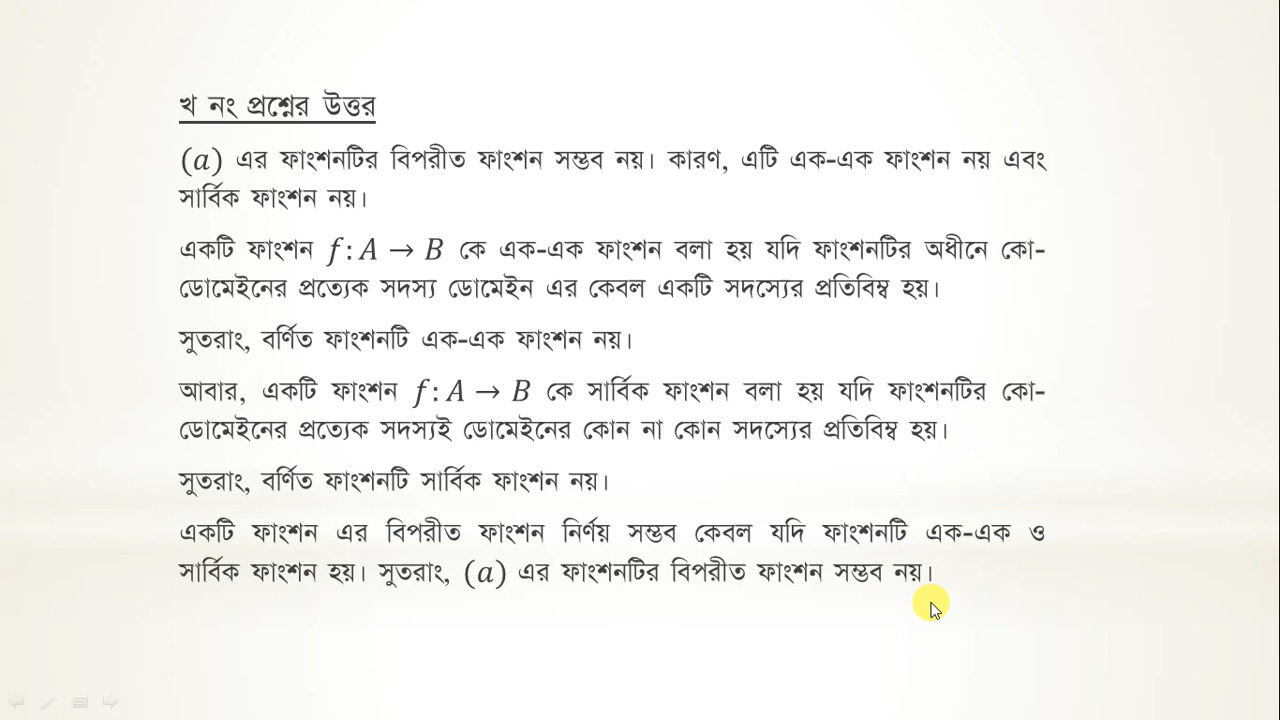 খ নং প্রশ্নের উত্তর
(a) এর ফাংশনটির বিপরীত ফাংশন সম্ভব নয়। কারণ, এটি এক-এক ফাংশন নয় এবং
সার্বিক ফাংশন নয়।
একটি ফাংশন f: A → B কে এক-এক ফাংশন বলা হয় যদি ফাংশনটির অধীনে কো-
ডোমেইনের প্রত্যেক সদস্য ডোমেইন এর কেবল একটি সদস্যের প্রতিবিম্ব হয়।
সুতরাং, বর্ণিত ফাংশনটি এক-এক ফাংশন নয়।
আবার, একটি ফাংশন f: A → B কে সার্বিক ফাংশন বলা হয় যদি ফাংশনটির কো-
ডোমেইনের প্রত্যেক সদস্যই ডোমেইনের কোন না কোন সদস্যের প্রতিবিম্ব হয়।
সুতরাং, বর্ণিত ফাংশনটি সার্বিক ফাংশন নয়।
একটি ফাংশন এর বিপরীত ফাংশন নির্ণয় সম্ভব কেবল যদি ফাংশনটি এক-এক ও
সার্বিক ফাংশন হয়। সুতরাং, (a) এর ফাংশনটির বিপরীত ফাংশন সম্ভব নয়।